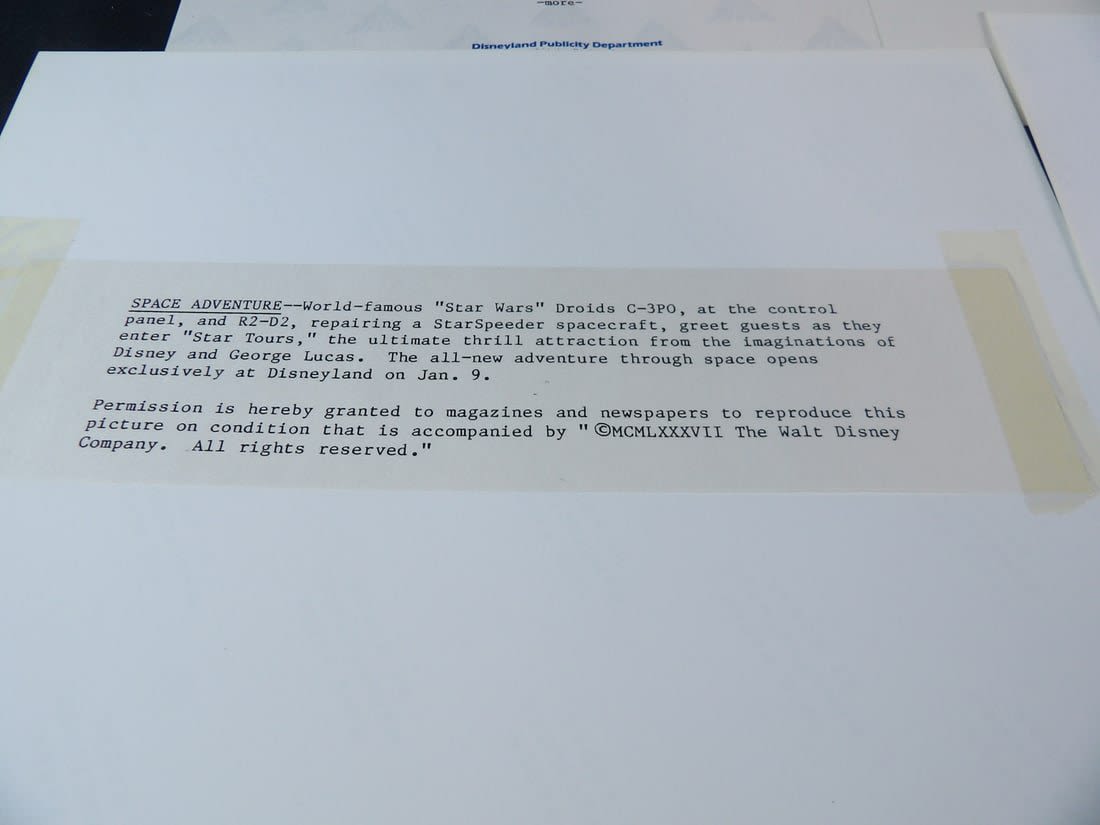 -more-
Disneyland Publicity Department
SPACE ADVENTURE--World-famous "Star Wars" Droids C-3PO, at the control
panel, and R2-D2, repairing a StarSpeeder spacecraft, greet guests as they
enter "Star Tours," the ultimate thrill attraction from the imaginations of
Disney and George Lucas. The all-new adventure through space opens
exclusively at Disneyland on Jan. 9.
Permission is hereby granted to magazines and newspapers to reproduce this
picture on condition that is accompanied by "©MCMLXXXVII The Walt Disney
Company. All rights reserved."